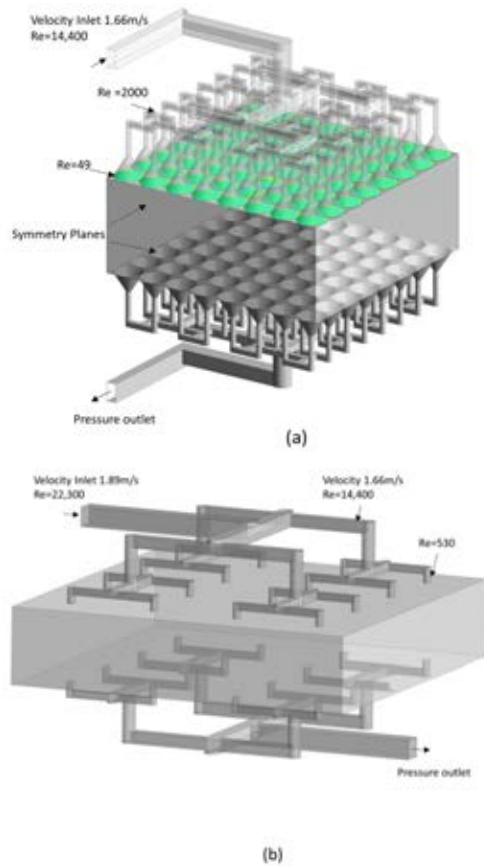 Velocity Inlet 1.66m/s
Re=14,400
Re =2000
Re=49
Symmetry Planes
Pressure outlet
(a)
Velocity Inlet 1.89m/s
Re=22,300
Velocity 1.66m/s
Re=14,400
Re=530
Pressure outlet
(b)